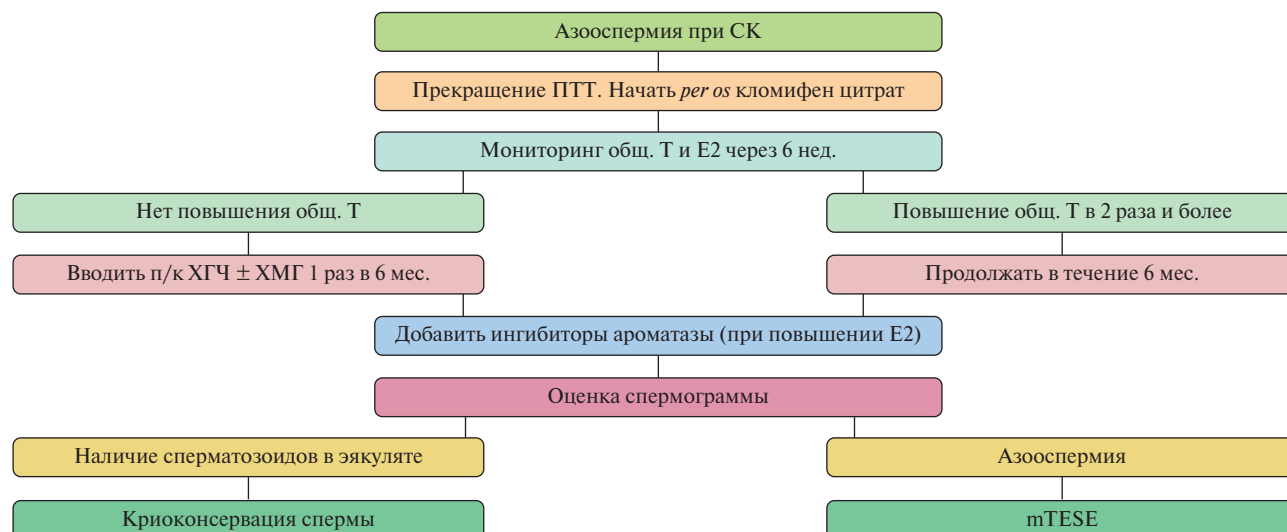 Азооспермия при СК
Прекращение ПТТ. Начать per os кломифен цитрат
Мониторинг общ. Т и Е2 через 6 нед.
Нет повышения общ. Т
Повышение общ. Т в 2 раза и более
Вводить п/к ХГЧ ± ХМГ 1 раз в 6 мес.
Продолжать в течение 6 мес.
Добавить ингибиторы ароматазы (при повышении Е2)
Оценка спермограммы
Наличие сперматозоидов в эякуляте
Азооспермия
Криоконсервация спермы
mTESE